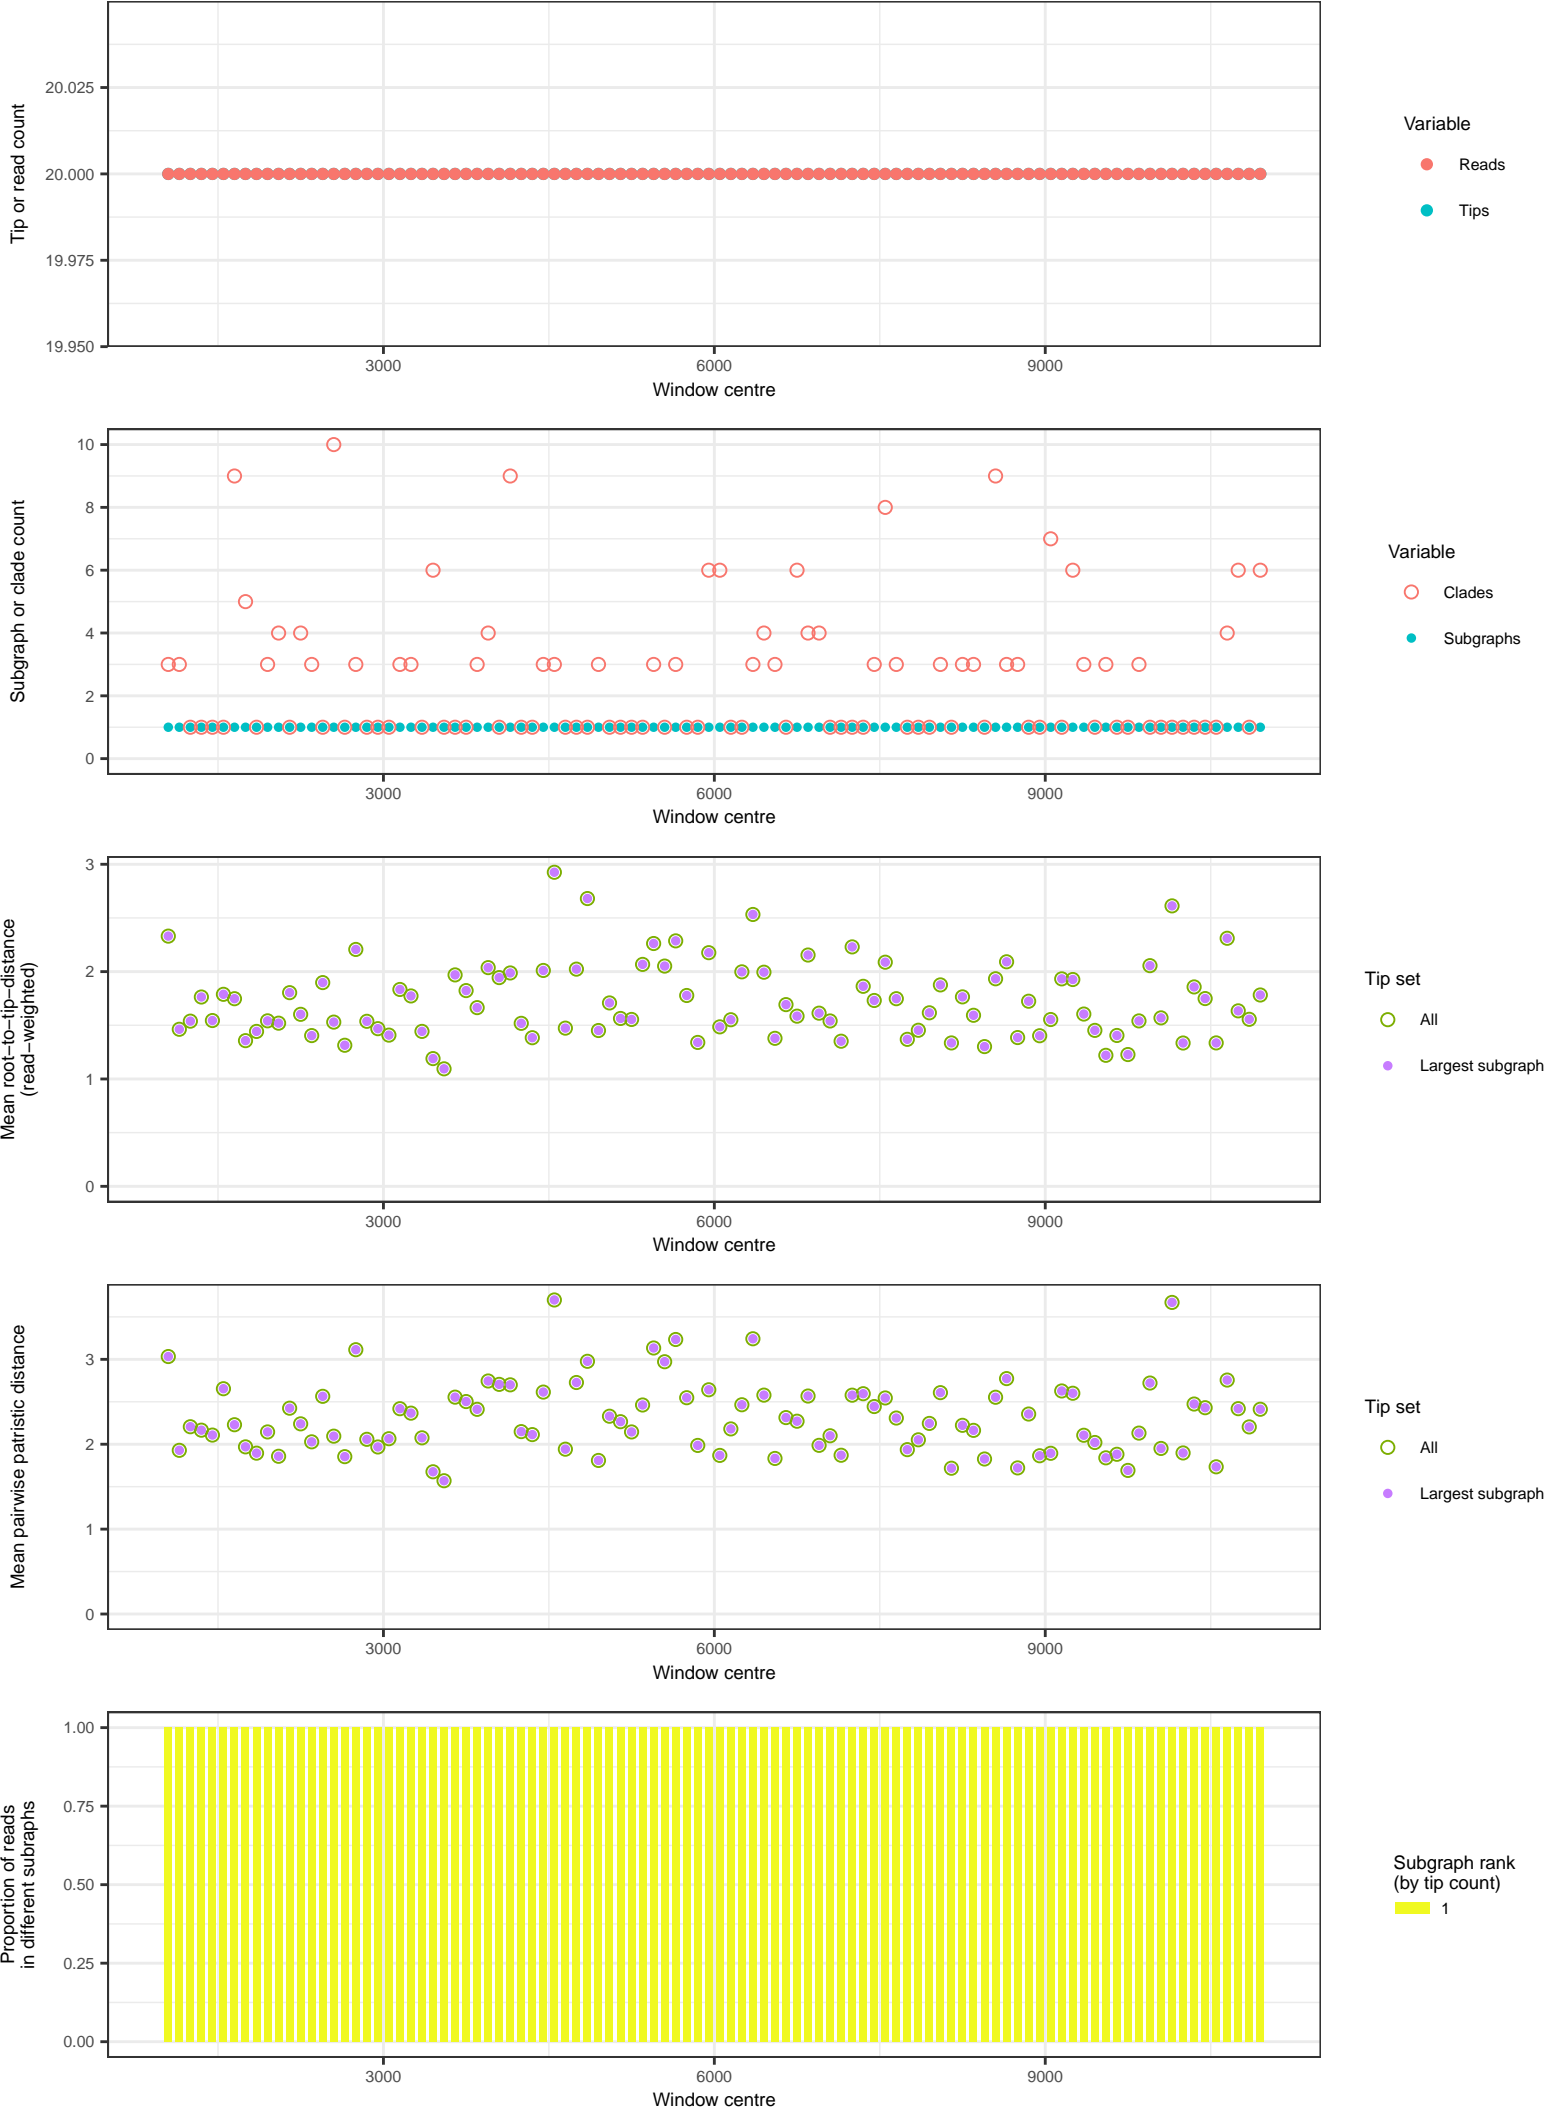 Tip or read count
20.025
20.000
19.975
19.950
3000
6000
9000
Window centre
Variable
Reads
Tips
Subgraph or clade count
10
8
6
4
2
0
3000
6000
9000
Window centre
Variable
Clades
Subgraphs
Mean root−to−tip−distance
(read−weighted)
3
2
1
0
3000
6000
9000
Window centre
Tip set
All
Largest subgraph
Mean pairwise patristic distance
3
2
1
0
3000
6000
9000
Window centre
Tip set
All
Largest subgraph
Proportion of reads
in different subraphs
1.00
0.75
0.50
0.25
0.00
3000
6000
9000
Window centre
Subgraph rank
(by tip count)
1